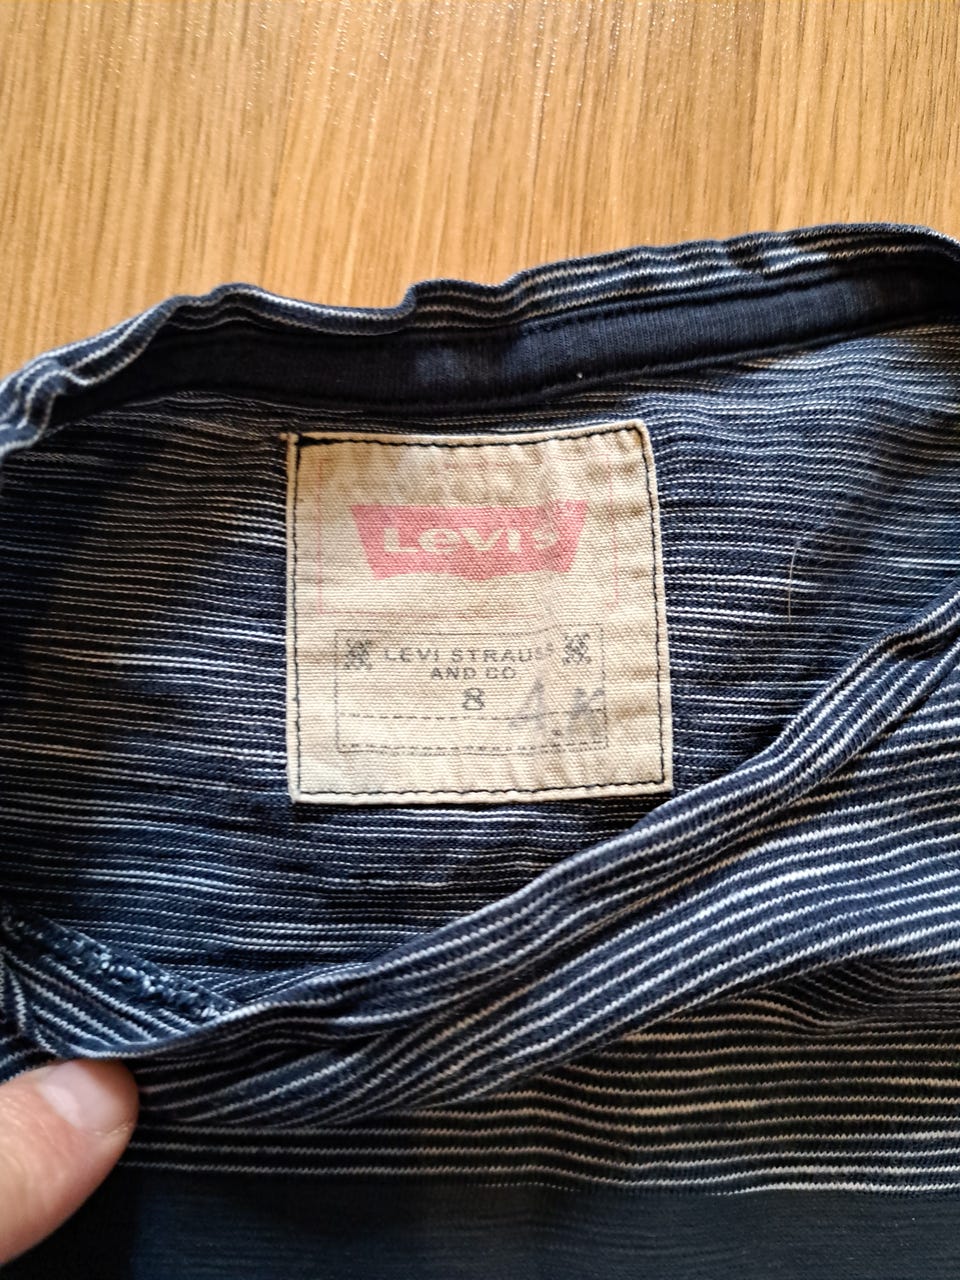 Levi's
LEVI STRAUSS
AND CO
8 A.K